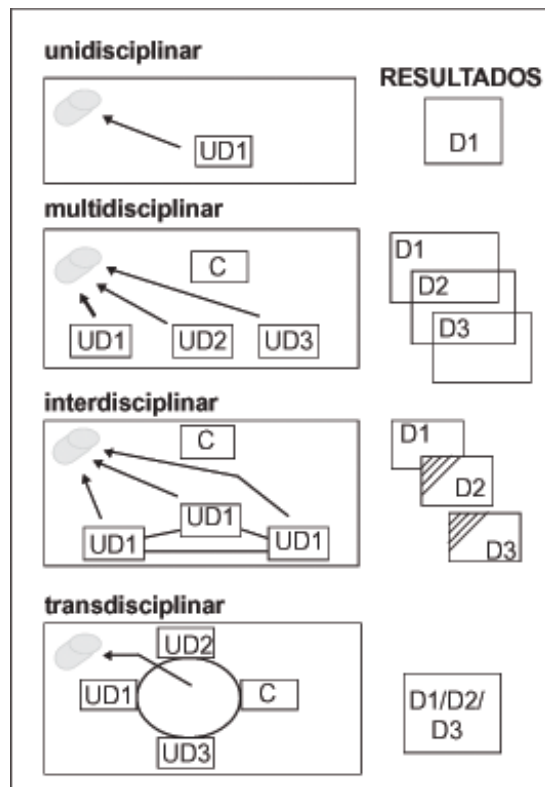 unidisciplinar
RESULTADOS
UD1
D1
multidisciplinar
C
UD1 UD2 UD3
D1
D2
D3
interdisciplinar
C
UD1
UD1 UD1
D1
D2
D3
transdisciplinar
UD2
UD1 C
UD3
D1/D2/
D3